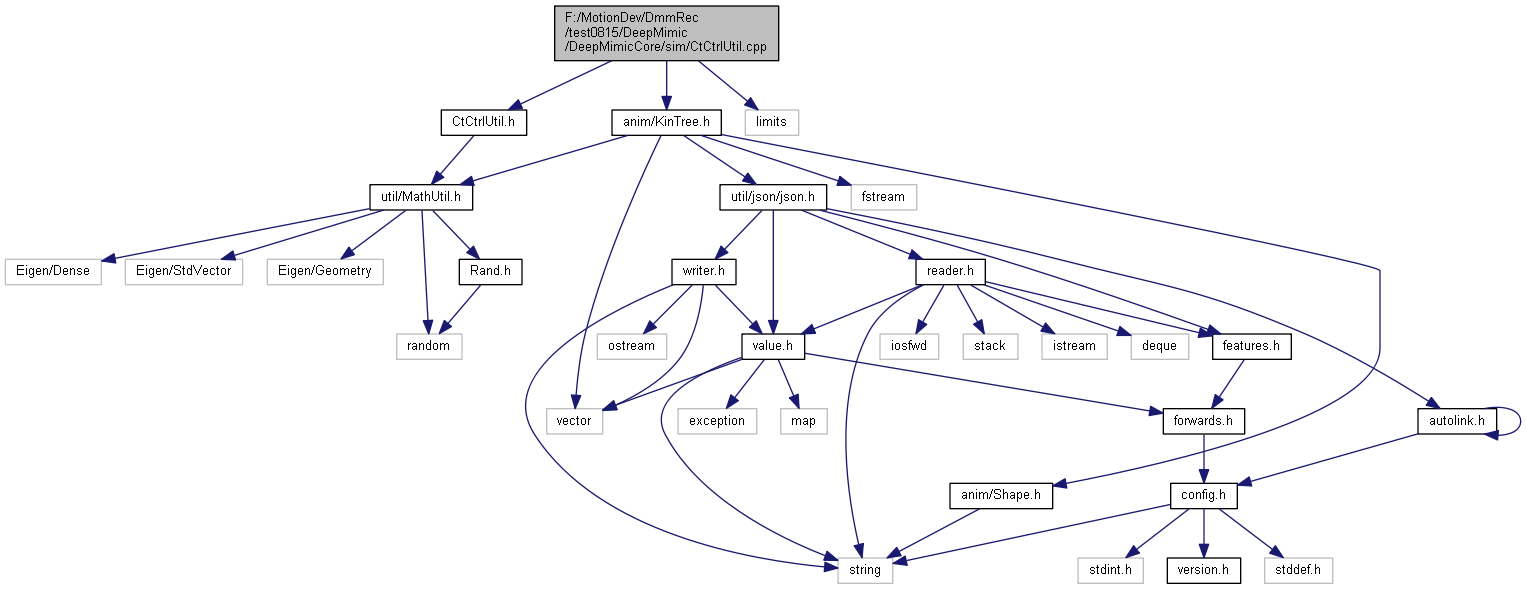 F:/MotionDev/DmmRec
/test0815/DeepMimic
/DeepMimicCore/sim/CtCtrlUtil.cpp
CtCtrlUtil.h
anim/KinTree.h
limits
util/MathUtil.h
util/json/json.h
fstream
Eigen/Dense
Eigen/StdVector
Eigen/Geometry
Rand.h
writer.h
reader.h
random
ostream
value.h
iosfwd
stack
istream
deque
features.h
vector
exception
map
forwards.h
autolink.h
anim/Shape.h
config.h
string
stdint.h
version.h
stddef.h